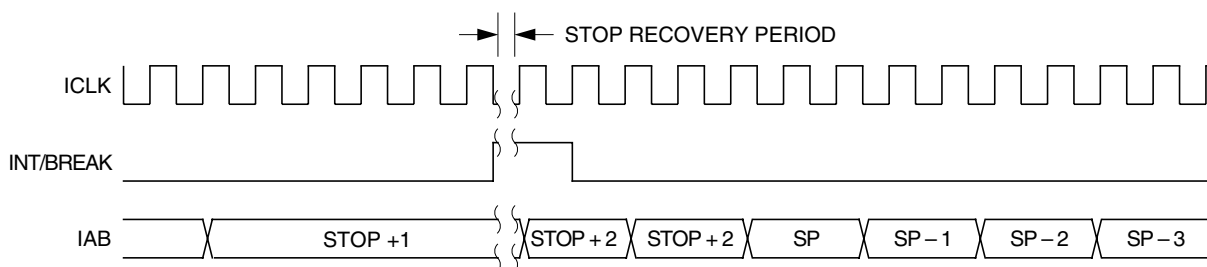 STOP RECOVERY PERIOD
ICLK
INT/BREAK
IAB STOP +1 STOP + 2 STOP + 2 SP SP – 1 SP – 2 SP – 3